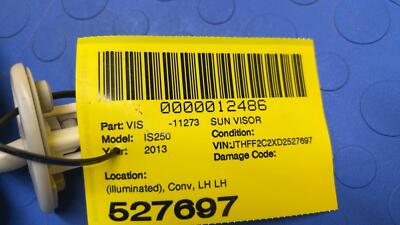 0000012486
Part: VIS -11273 SUN VISOR
Model: IS250 Condition:
Year: 2013 VIN:JTHFF2C2XD2527697
Damage Code:
Location:
(illuminated), Conv, LH LH
527697